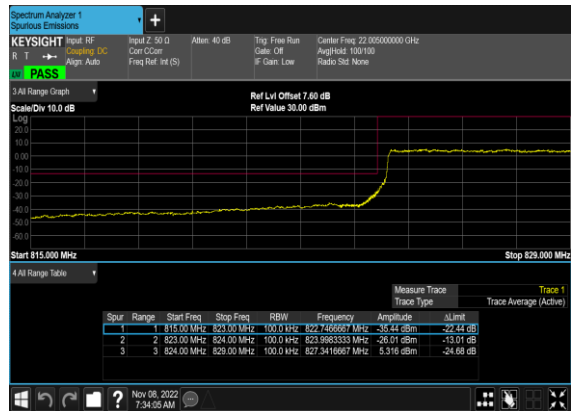 Spectrum Analyzer 1
Spurious Emissions
+
KEYSIGHT Input: RF Input Z: 50 Ω Atten: 40 dB Trig: Free Run Center Freq: 22.005000000 GHz
R T Coupling: DC Corr CCorr Gate: Off Avg|Hold: 100/100
Align: Auto Freq Ref: Int (S) IF Gain: Low Radio Std: None
PASS
3 All Range Graph
Ref Lvl Offset 7.60 dB
Scale/Div 10.0 dB Ref Value 30.00 dBm
Log
20.0
10.0
0.00
-10.0
-20.0
-30.0
-40.0
-50.0
-60.0
Start 815.000 MHz Stop 829.000 MHz
4 All Range Table
Measure Trace Trace 1
Trace Type Trace Average (Active)
Spur Range Start Freq Stop Freq RBW Frequency Amplitude ΔLimit
1 1 815.00 MHz 823.00 MHz 100.0 kHz 822.7466667 MHz -35.44 dBm -22.44 dB
2 2 823.00 MHz 824.00 MHz 100.0 kHz 823.9983333 MHz -26.01 dBm -13.01 dB
3 3 824.00 MHz 829.00 MHz 100.0 kHz 827.3416667 MHz 5.316 dBm -24.68 dB
? Nov 08, 2022
7:34:05 AM